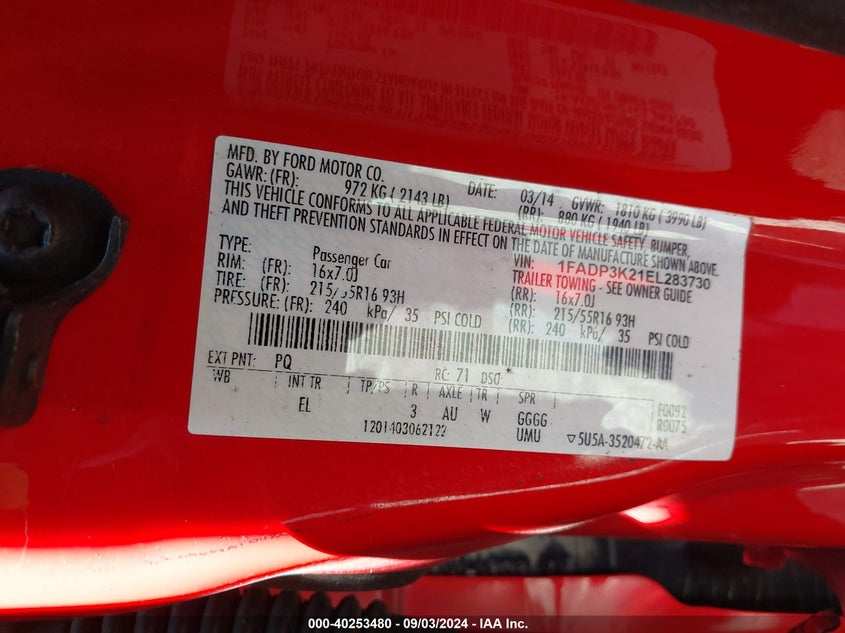 MFD. BY FORD MOTOR CO. DATE: 03/14 GVWR: 1810 KG ( 3990 LB)
GAWR: (FR): 972 KG ( 2143 LB) (RR): 880 KG ( 1940 LB)
THIS VEHICLE CONFORMS TO ALL APPLICABLE FEDERAL MOTOR VEHICLE SAFETY, BUMPER,
AND THEFT PREVENTION STANDARDS IN EFFECT ON THE DATE OF MANUFACTURE SHOWN ABOVE.
VIN: 1FADP3K21EL283730
TYPE: Passenger Car TRAILER TOWING - SEE OWNER GUIDE
RIM: (FR): 16x7.0J (RR): 16x7.0J
TIRE: (FR): 215/55R16 93H (RR): 215/55R16 93H
PRESSURE: (FR): 240 kPa/ 35 PSI COLD (RR): 240 kPa/ 35 PSI COLD
EXT PNT: PQ RC: 71 DSO:
WB INT TR TP/PS R AXLE TR SPR F0092
EL 3 AU W GGGG R0075
1201403062122 UMU ▽5U5A-3520472-AA
000-40253480 - 09/03/2024 - IAA Inc.